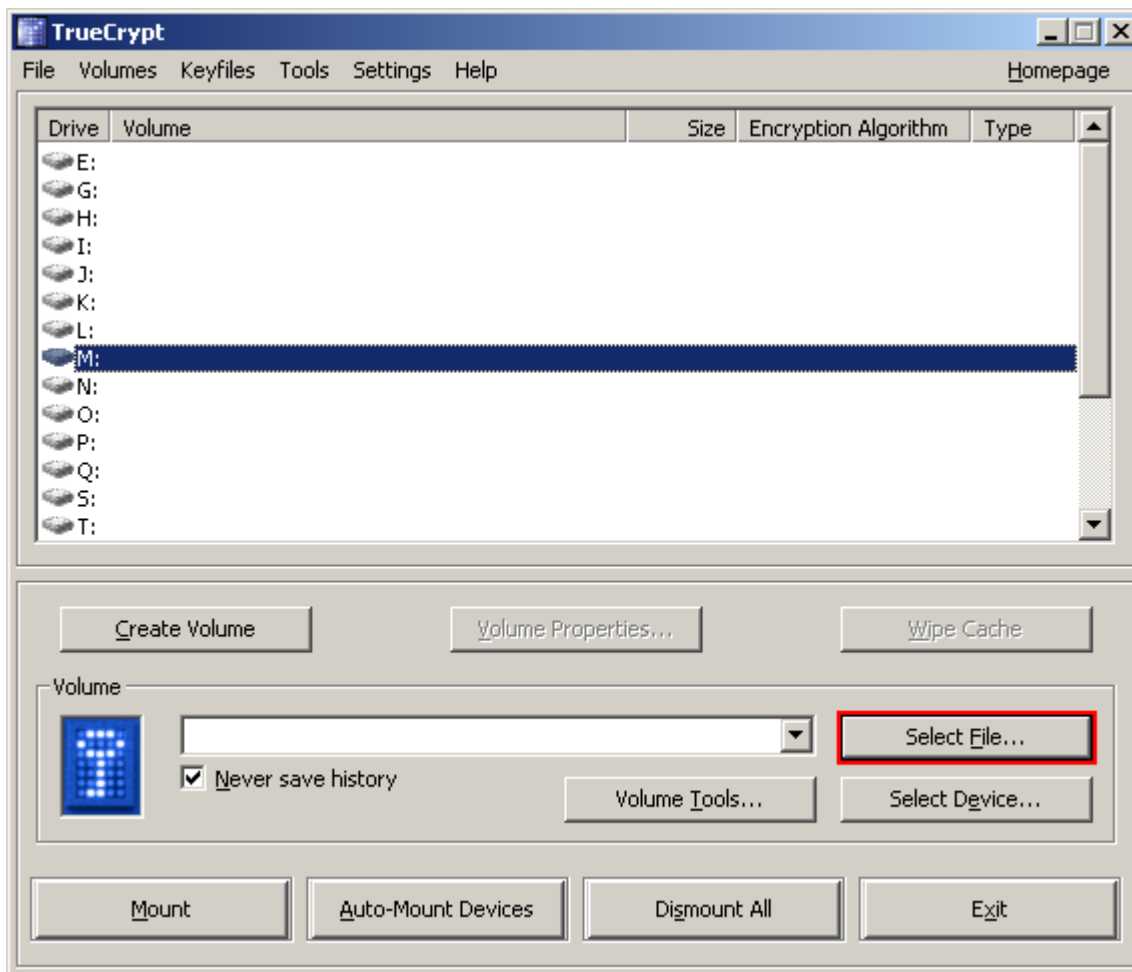 TrueCrypt
File Volumes Keyfiles Tools Settings Help Homepage
Drive Volume Size Encryption Algorithm Type
E:
G:
H:
I:
J:
K:
L:
M:
N:
O:
P:
Q:
S:
T:
Create Volume Volume Properties... Wipe Cache
Volume
Select File...
Never save history
Volume Tools... Select Device...
Mount Auto-Mount Devices Dismount All Exit